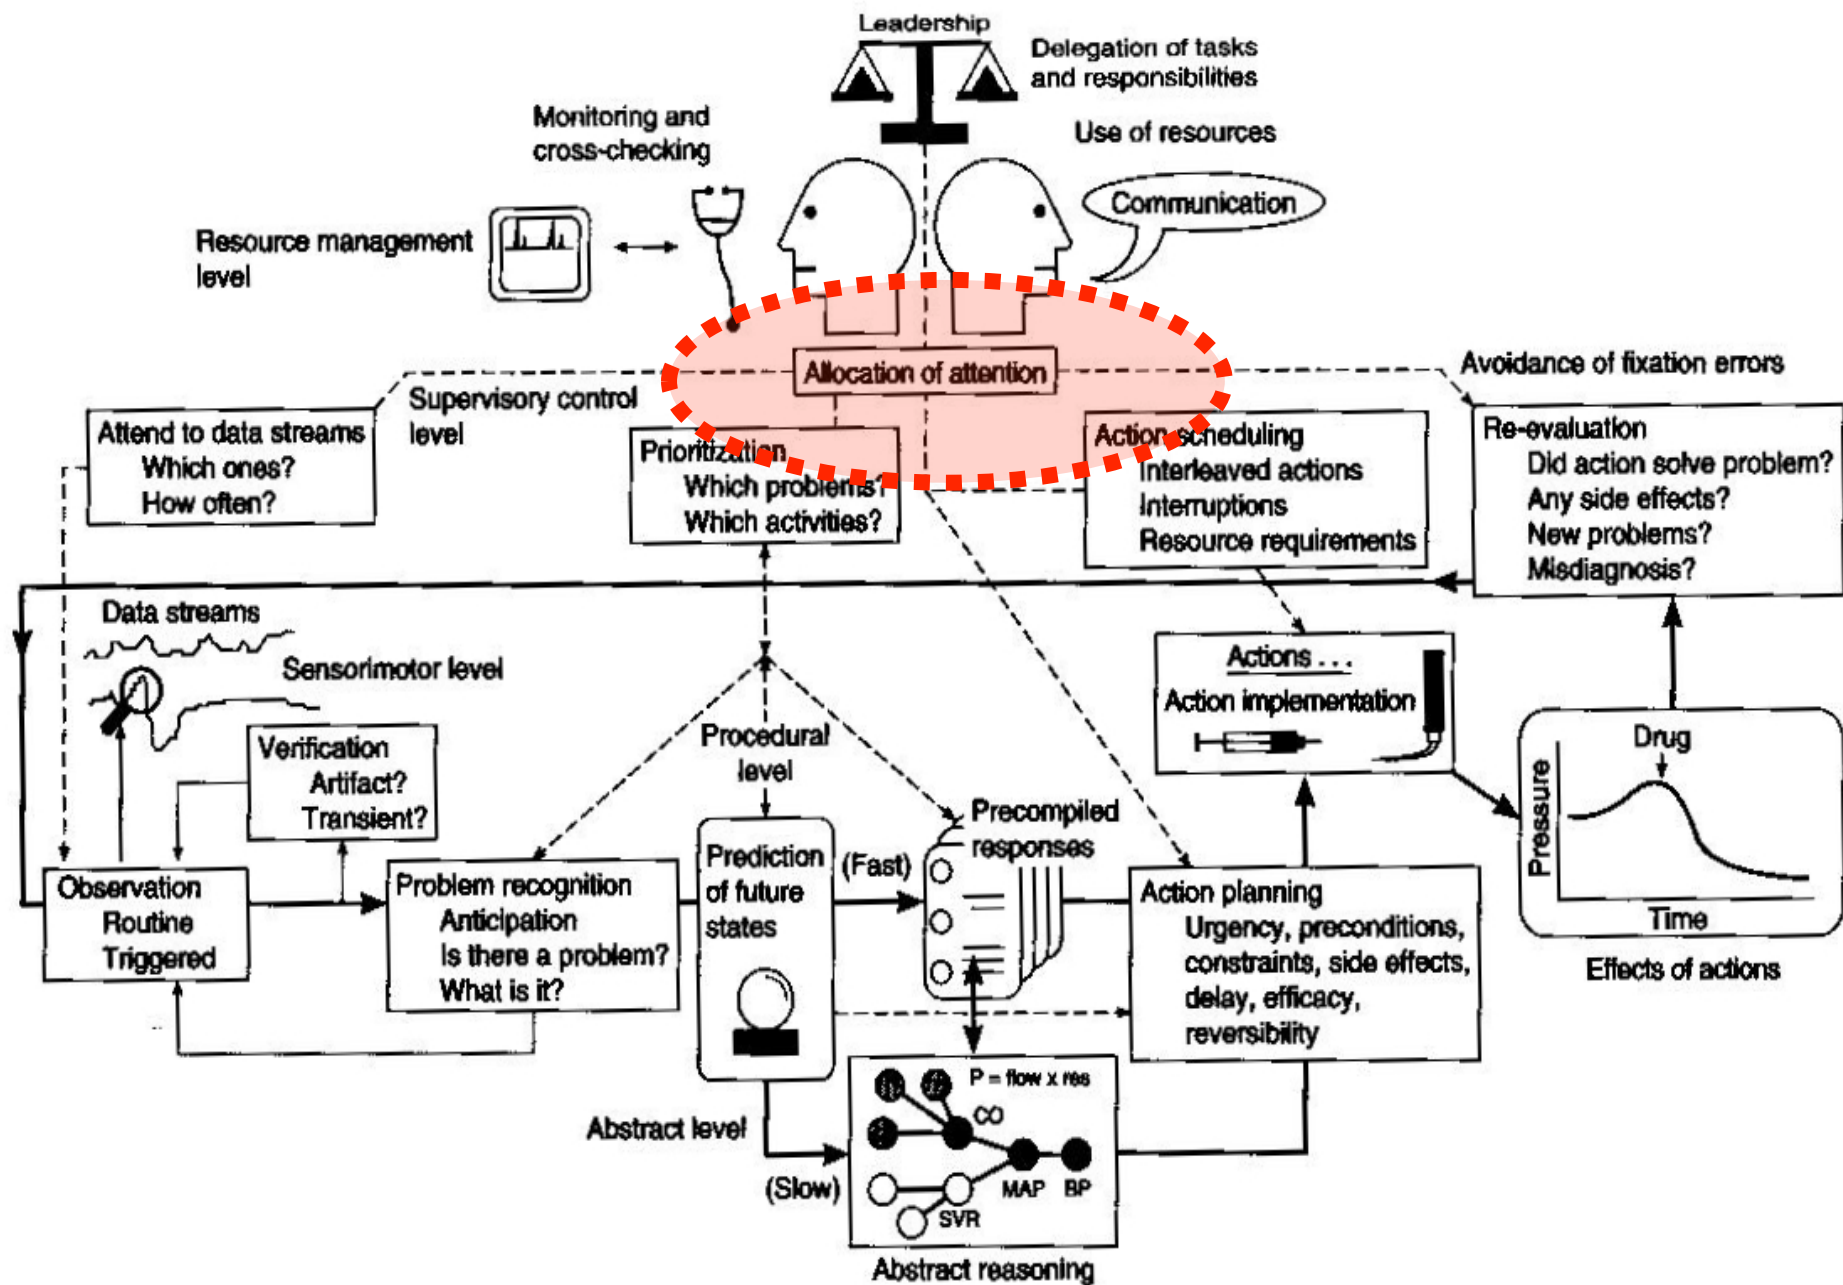 Leadership
Delegation of tasks
and responsibilities
Monitoring and
cross-checking
Use of resources
Communication
Resource management
level
Allocation of attention
Avoidance of fixation errors
Supervisory control
level
Attend to data streams
Which ones?
How often?
Prioritization
Which problems?
Which activities?
Action scheduling
Interleaved actions
Interruptions
Resource requirements
Re-evaluation
Did action solve problem?
Any side effects?
New problems?
Misdiagnosis?
Data streams
Sensorimotor level
Verification
Artifact?
Transient?
Procedural
level
Actions ...
Action implementation
Drug
Pressure
Time
Effects of actions
Observation
Routine
Triggered
Problem recognition
Anticipation
Is there a problem?
What is it?
Prediction
of future
states
(Fast)
Precompiled
responses
Action planning
Urgency, preconditions,
constraints, side effects,
delay, efficacy,
reversibility
Abstract level
(Slow)
P = flow x res
CO
MAP BP
SVR
Abstract reasoning